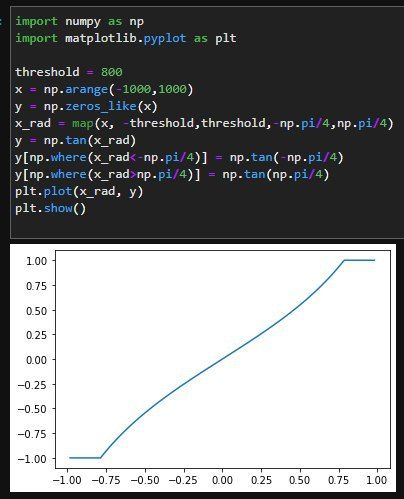 import numpy as np
import matplotlib.pyplot as plt
threshold = 800
x = np.arange(-1000,1000)
y = np.zeros_like(x)
x_rad = map(x, -threshold,threshold,-np.pi/4,np.pi/4)
y = np.tan(x_rad)
y[np.where(x_rad<-np.pi/4)] = np.tan(-np.pi/4)
y[np.where(x_rad>np.pi/4)] = np.tan(np.pi/4)
plt.plot(x_rad, y)
plt.show()
1.00
0.75
0.50
0.25
0.00
−0.25
−0.50
−0.75
−1.00
−1.00 −0.75 −0.50 −0.25 0.00 0.25 0.50 0.75 1.00